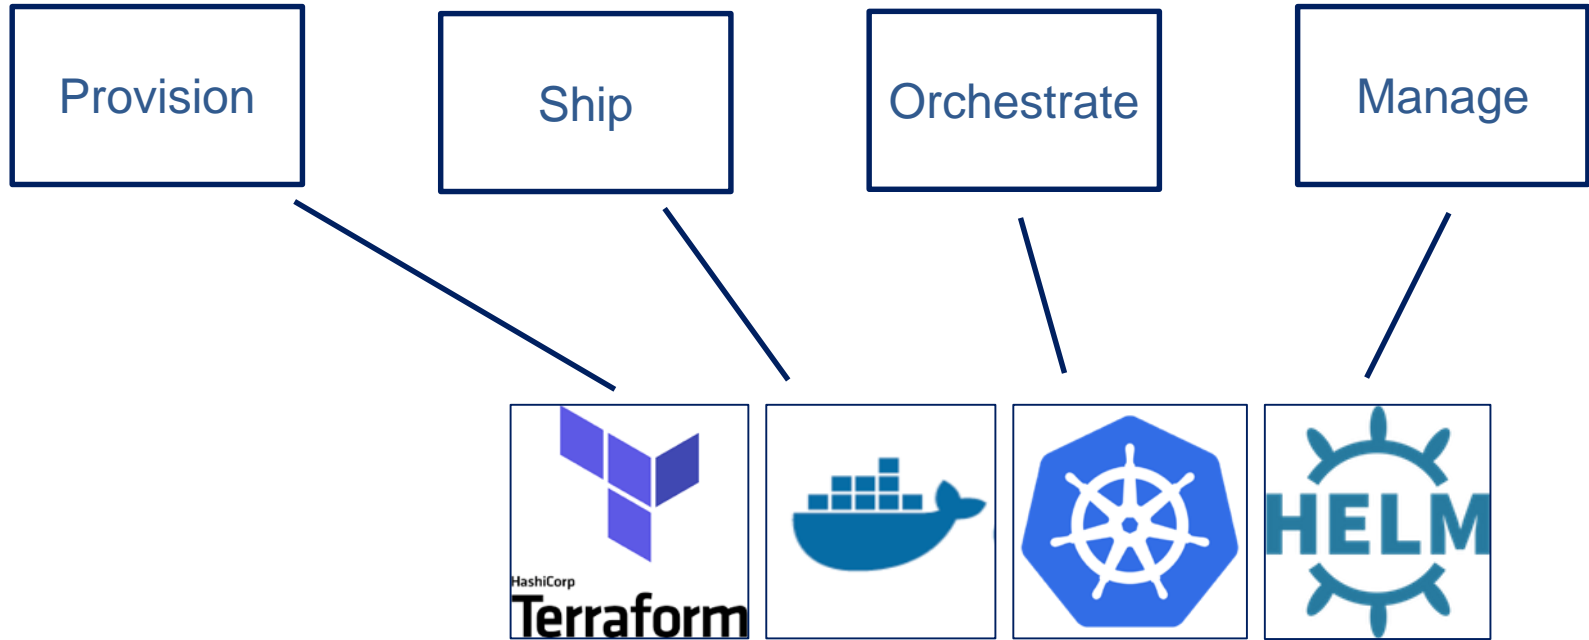 Provision
Ship
Orchestrate
Manage
HashiCorp
Terraform
HELM